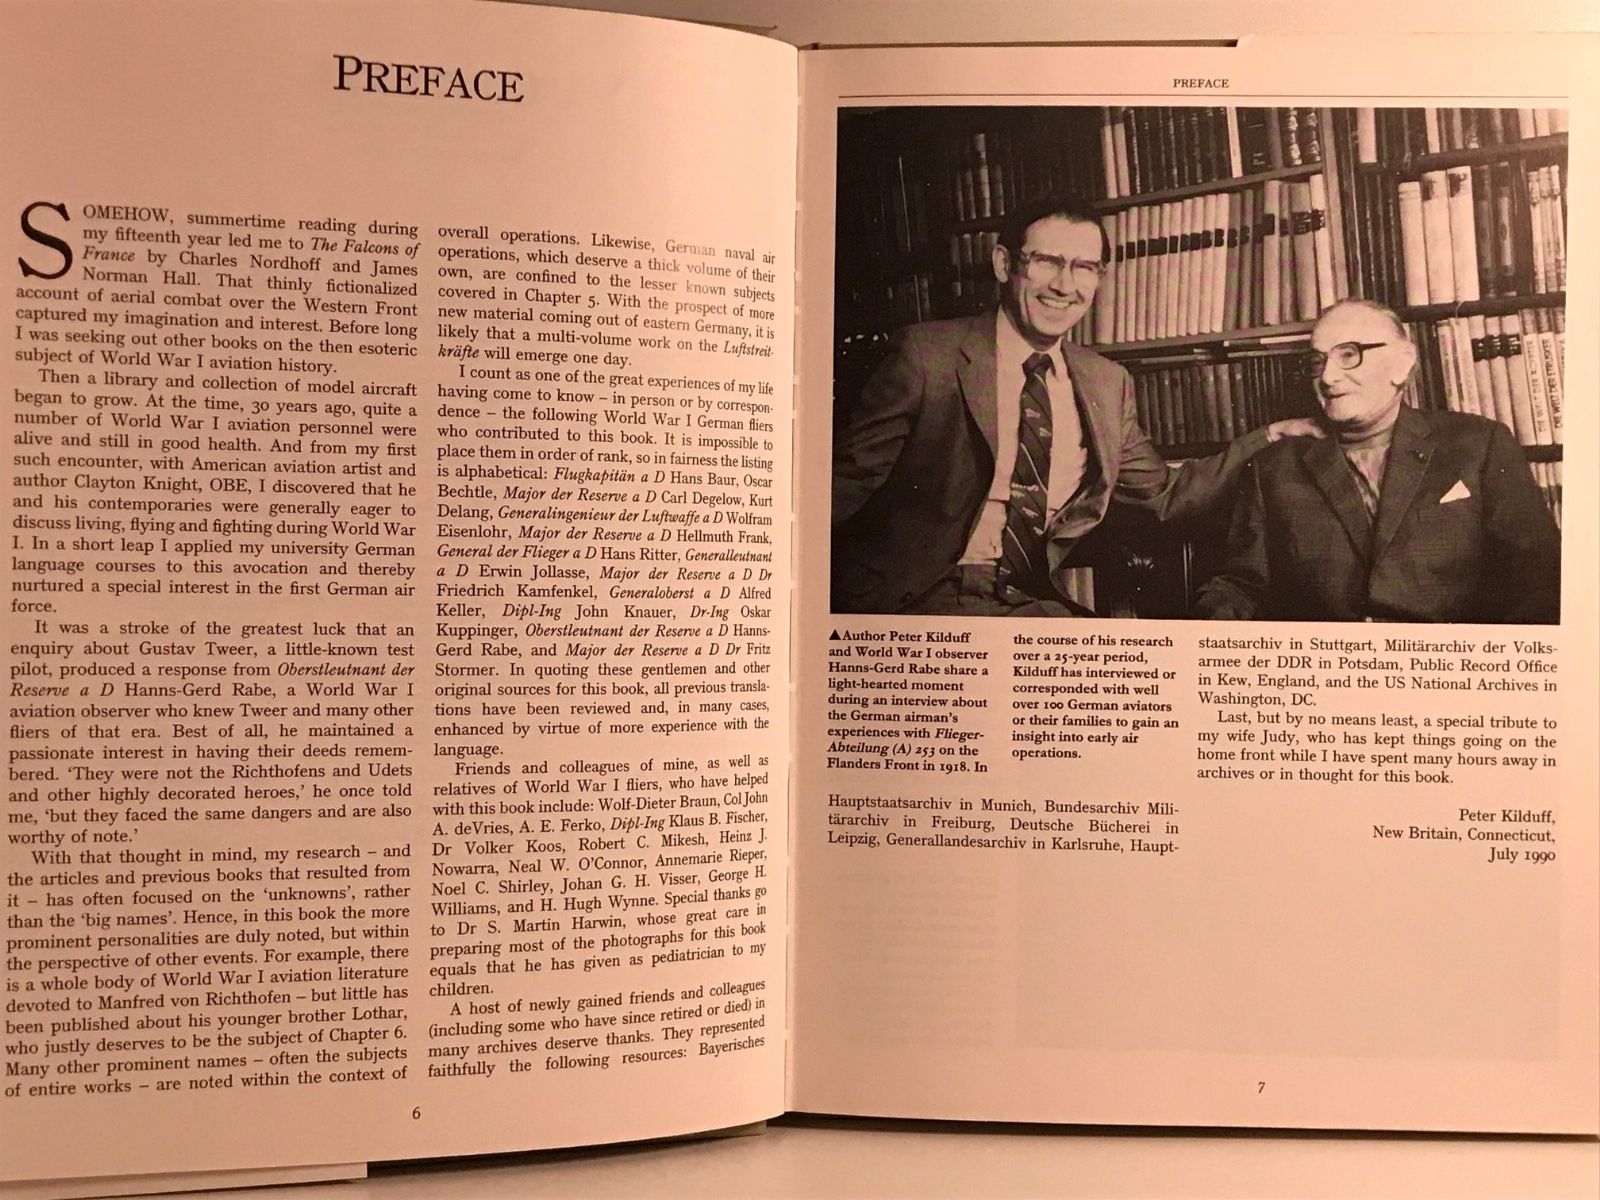 PREFACE
SOMEHOW, summertime reading during
my fifteenth year led me to The Falcons of
France by Charles Nordhoff and James
Norman Hall. That thinly fictionalized
account of aerial combat over the Western Front
captured my imagination and interest. Before long
I was seeking out other books on the then esoteric
subject of World War I aviation history.
Then a library and collection of model aircraft
began to grow. At the time, 30 years ago, quite a
number of World War I aviation personnel were
alive and still in good health. And from my first
such encounter, with American aviation artist and
author Clayton Knight, OBE, I discovered that he
and his contemporaries were generally eager to
discuss living, flying and fighting during World War
I. In a short leap I applied my university German
language courses to this avocation and thereby
nurtured a special interest in the first German air
force.
It was a stroke of the greatest luck that an
enquiry about Gustav Tweer, a little-known test
pilot, produced a response from Oberstleutnant der
Reserve a D Hanns-Gerd Rabe, a World War I
aviation observer who knew Tweer and many other
fliers of that era. Best of all, he maintained a
passionate interest in having their deeds remem-
bered. 'They were not the Richthofens and Udets
and other highly decorated heroes,' he once told
me, 'but they faced the same dangers and are also
worthy of note.'
With that thought in mind, my research – and
the articles and previous books that resulted from
it – has often focused on the 'unknowns', rather
than the 'big names'. Hence, in this book the more
prominent personalities are duly noted, but within
the perspective of other events. For example, there
is a whole body of World War I aviation literature
devoted to Manfred von Richthofen – but little has
been published about his younger brother Lothar,
who justly deserves to be the subject of Chapter 6.
Many other prominent names – often the subjects
of entire works – are noted within the context of
overall operations. Likewise, German naval air
operations, which deserve a thick volume of their
own, are confined to the lesser known subjects
covered in Chapter 5. With the prospect of more
new material coming out of eastern Germany, it is
likely that a multi-volume work on the Luftstreit-
kräfte will emerge one day.
I count as one of the great experiences of my life
having come to know – in person or by correspon-
dence – the following World War I German fliers
who contributed to this book. It is impossible to
place them in order of rank, so in fairness the listing
is alphabetical: Flugkapitän a D Hans Baur, Oscar
Bechtle, Major der Reserve a D Carl Degelow, Kurt
Delang, Generalingenieur der Luftwaffe a D Wolfram
Eisenlohr, Major der Reserve a D Hellmuth Frank,
General der Flieger a D Hans Ritter, Generalleutnant
a D Erwin Jollasse, Major der Reserve a D Dr
Friedrich Kamfenkel, Generaloberst a D Alfred
Keller, Dipl-Ing John Knauer, Dr-Ing Oskar
Kuppinger, Oberstleutnant der Reserve a D Hanns-
Gerd Rabe, and Major der Reserve a D Dr Fritz
Stormer. In quoting these gentlemen and other
original sources for this book, all previous transla-
tions have been reviewed and, in many cases,
enhanced by virtue of more experience with the
language.
Friends and colleagues of mine, as well as
relatives of World War I fliers, who have helped
with this book include: Wolf-Dieter Braun, Col John
A. deVries, A. E. Ferko, Dipl-Ing Klaus B. Fischer,
Dr Volker Koos, Robert C. Mikesh, Heinz J.
Nowarra, Neal W. O'Connor, Annemarie Rieper,
Noel C. Shirley, Johan G. H. Visser, George H.
Williams, and H. Hugh Wynne. Special thanks go
to Dr S. Martin Harwin, whose great care in
preparing most of the photographs for this book
equals that he has given as pediatrician to my
children.
A host of newly gained friends and colleagues
(including some who have since retired or died) in
many archives deserve thanks. They represented
faithfully the following resources: Bayerisches
6
PREFACE
▲Author Peter Kilduff
and World War I observer
Hanns-Gerd Rabe share a
light-hearted moment
during an interview about
the German airman's
experiences with Flieger-
Abteilung (A) 253 on the
Flanders Front in 1918. In
the course of his research
over a 25-year period,
Kilduff has interviewed or
corresponded with well
over 100 German aviators
or their families to gain an
insight into early air
operations.
Hauptstaatsarchiv in Munich, Bundesarchiv Mili-
tärarchiv in Freiburg, Deutsche Bücherei in
Leipzig, Generallandesarchiv in Karlsruhe, Haupt-
staatsarchiv in Stuttgart, Militärarchiv der Volks-
armee der DDR in Potsdam, Public Record Office
in Kew, England, and the US National Archives in
Washington, DC.
Last, but by no means least, a special tribute to
my wife Judy, who has kept things going on the
home front while I have spent many hours away in
archives or in thought for this book.
Peter Kilduff,
New Britain, Connecticut,
July 1990
7